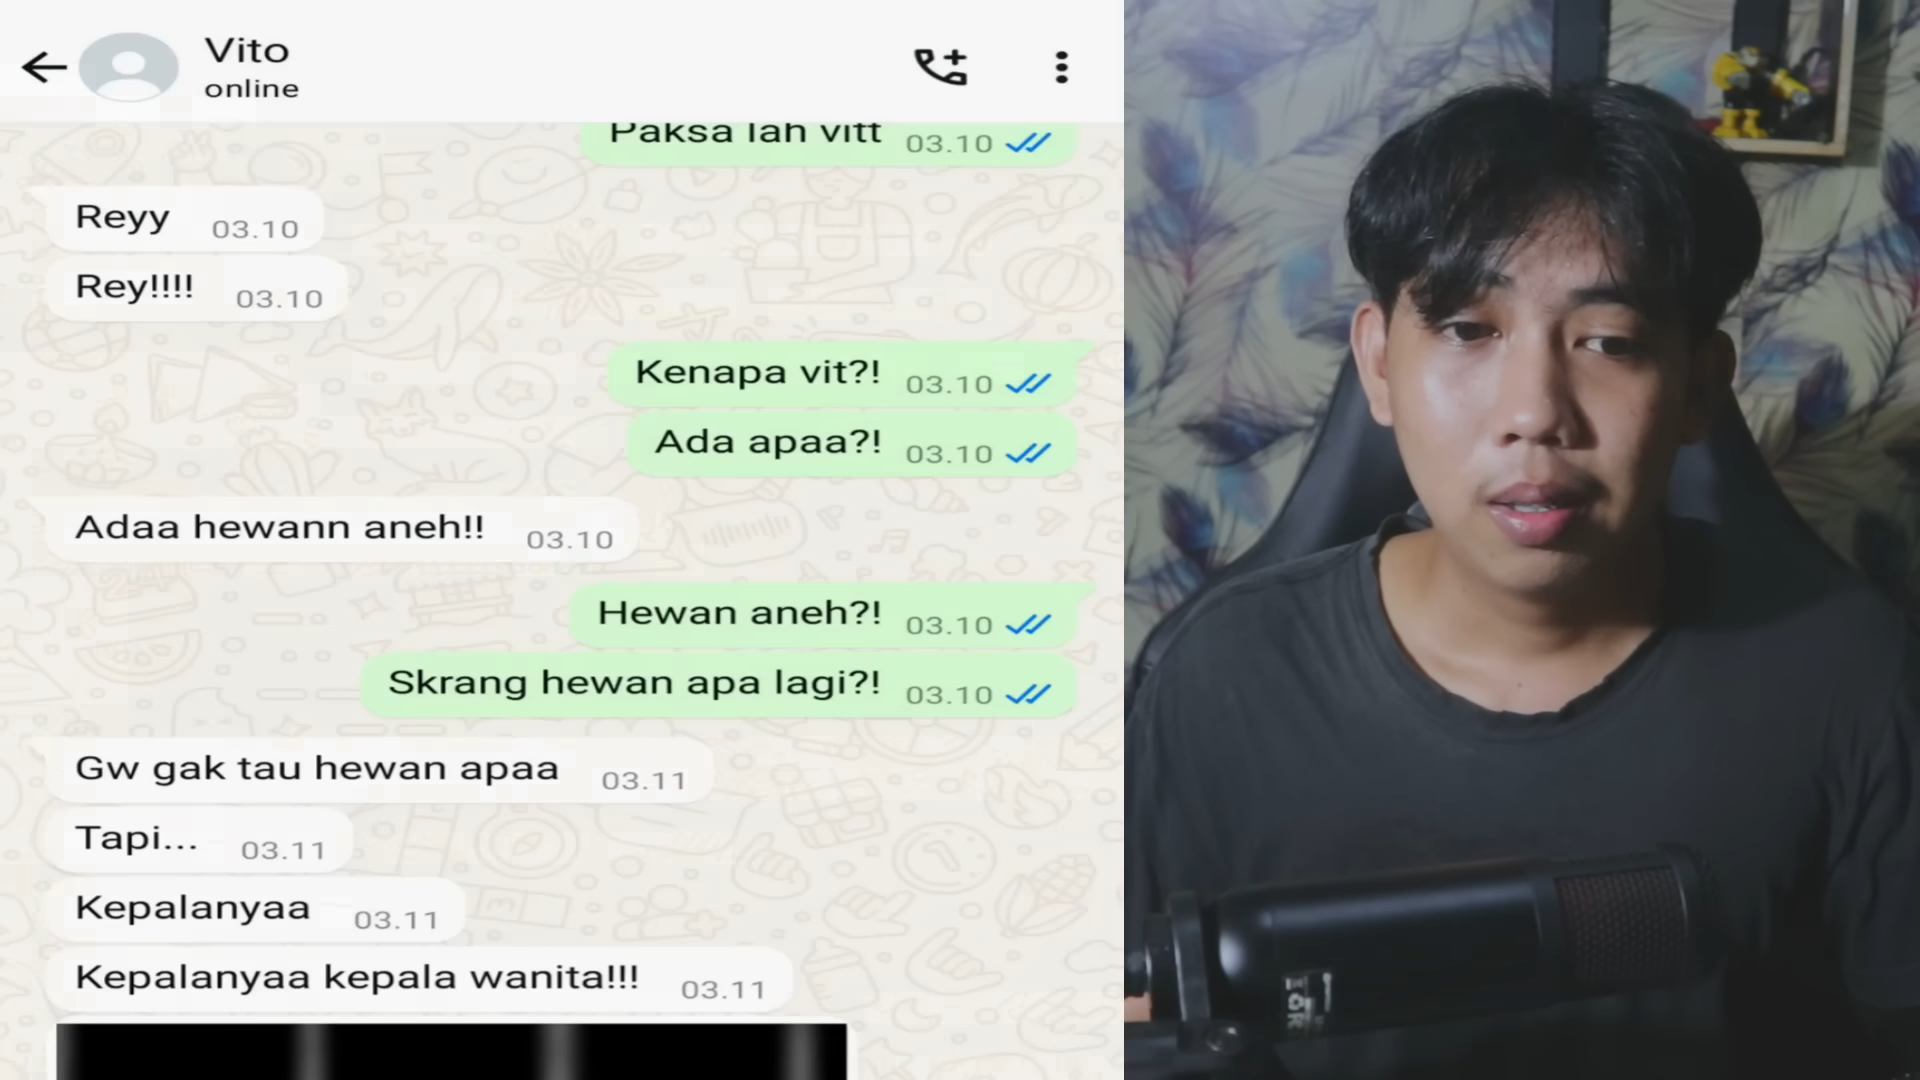 Vito
online
Paksa lah vitt 03.10
Reyy 03.10
Rey!!!! 03.10
Kenapa vit?! 03.10
Ada apaa?! 03.10
Adaa hewann aneh!! 03.10
Hewan aneh?! 03.10
Skrang hewan apa lagi?! 03.10
Gw gak tau hewan apaa 03.11
Tapi... 03.11
Kepalanyaa 03.11
Kepalanyaa kepala wanita!!! 03.11